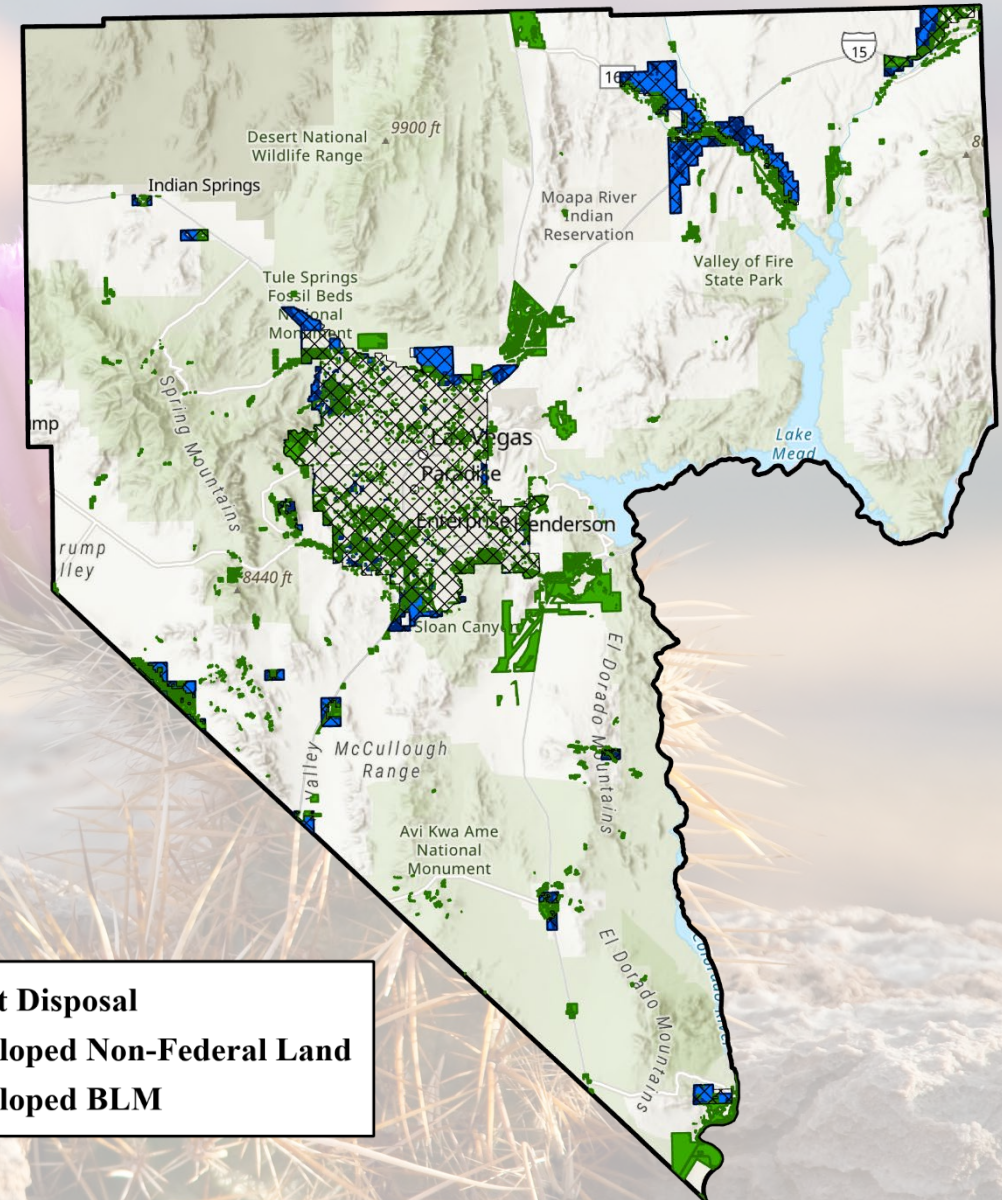 15
16
9900 ft
Desert National
Wildlife Range
Indian Springs
Moapa River
Indian
Reservation
Valley of Fire
State Park
Tule Springs
Fossil Beds
National
Monument
Spring Mountains
Las Vegas
Lake
Mead
Paradise
Enterprise
Henderson
8440 ft
Sloan Canyon
El Dorado Mountains
McCullough
Range
Valley
Avi Kwa Ame
National
Monument
El Dorado Mountains
Colorado River
t Disposal
loped Non-Federal Land
loped BLM